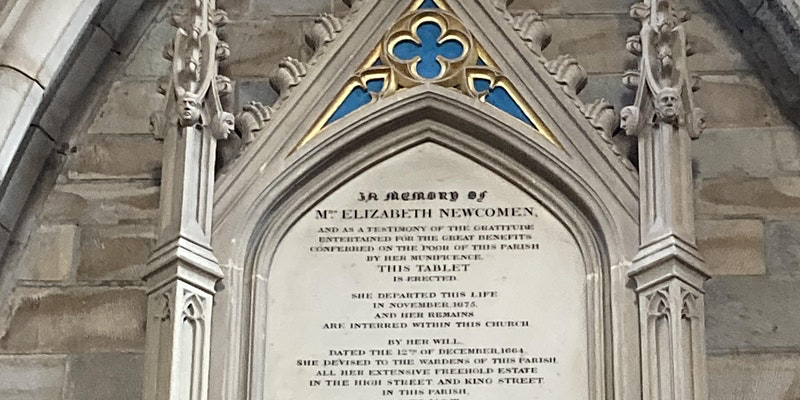 IN MEMORY OF
MRS ELIZABETH NEWCOMEN,
AND AS A TESTIMONY OF THE GRATITUDE
ENTERTAINED FOR THE GREAT BENEFITS
CONFERRED ON THE POOR OF THIS PARISH
BY HER MUNIFICENCE,
THIS TABLET
IS ERECTED.
SHE DEPARTED THIS LIFE
IN NOVEMBER, 1675,
AND HER REMAINS
ARE INTERRED WITHIN THIS CHURCH.
BY HER WILL,
DATED THE 12TH OF DECEMBER, 1664,
SHE DEVISED TO THE WARDENS OF THIS PARISH,
ALL HER EXTENSIVE FREEHOLD ESTATE
IN THE HIGH STREET AND KING STREET
IN THIS PARISH,